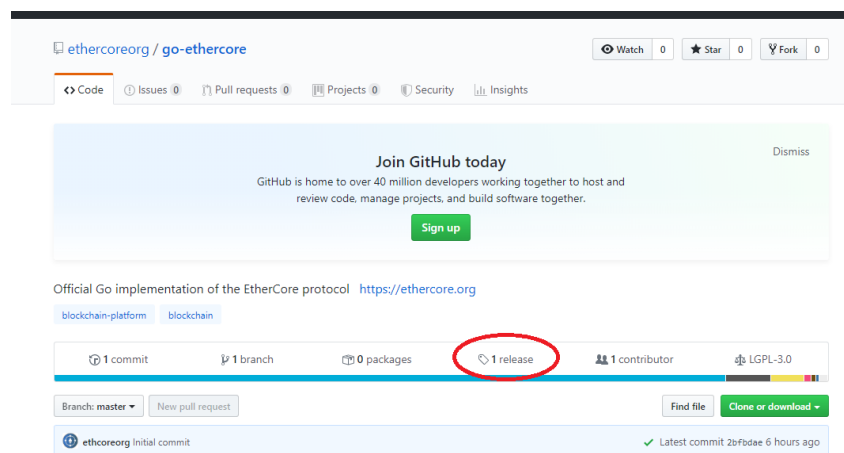 ethercoreorg / go-ethercore
Watch 0 Star 0 Fork 0
Code Issues 0 Pull requests 0 Projects 0 Security Insights
Join GitHub today
Dismiss
GitHub is home to over 40 million developers working together to host and
review code, manage projects, and build software together.
Sign up
Official Go implementation of the EtherCore protocol https://ethercore.org
blockchain-platform blockchain
1 commit 1 branch 0 packages 1 release 1 contributor LGPL-3.0
Branch: master New pull request Find file Clone or download
ethcoreorg Initial commit Latest commit 2bfbdae 6 hours ago